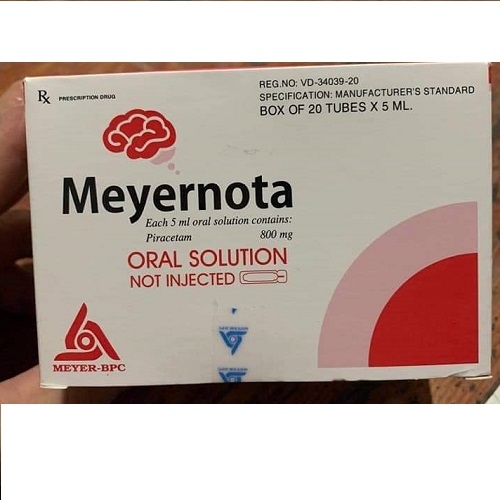 Rx PRESCRIPTION DRUG
REG.NO: VD-34039-20
SPECIFICATION: MANUFACTURER'S STANDARD
BOX OF 20 TUBES X 5 ML.
Meyernota
Each 5 ml oral solution contains:
Piracetam 800 mg
ORAL SOLUTION
NOT INJECTED
MEYER-BPC